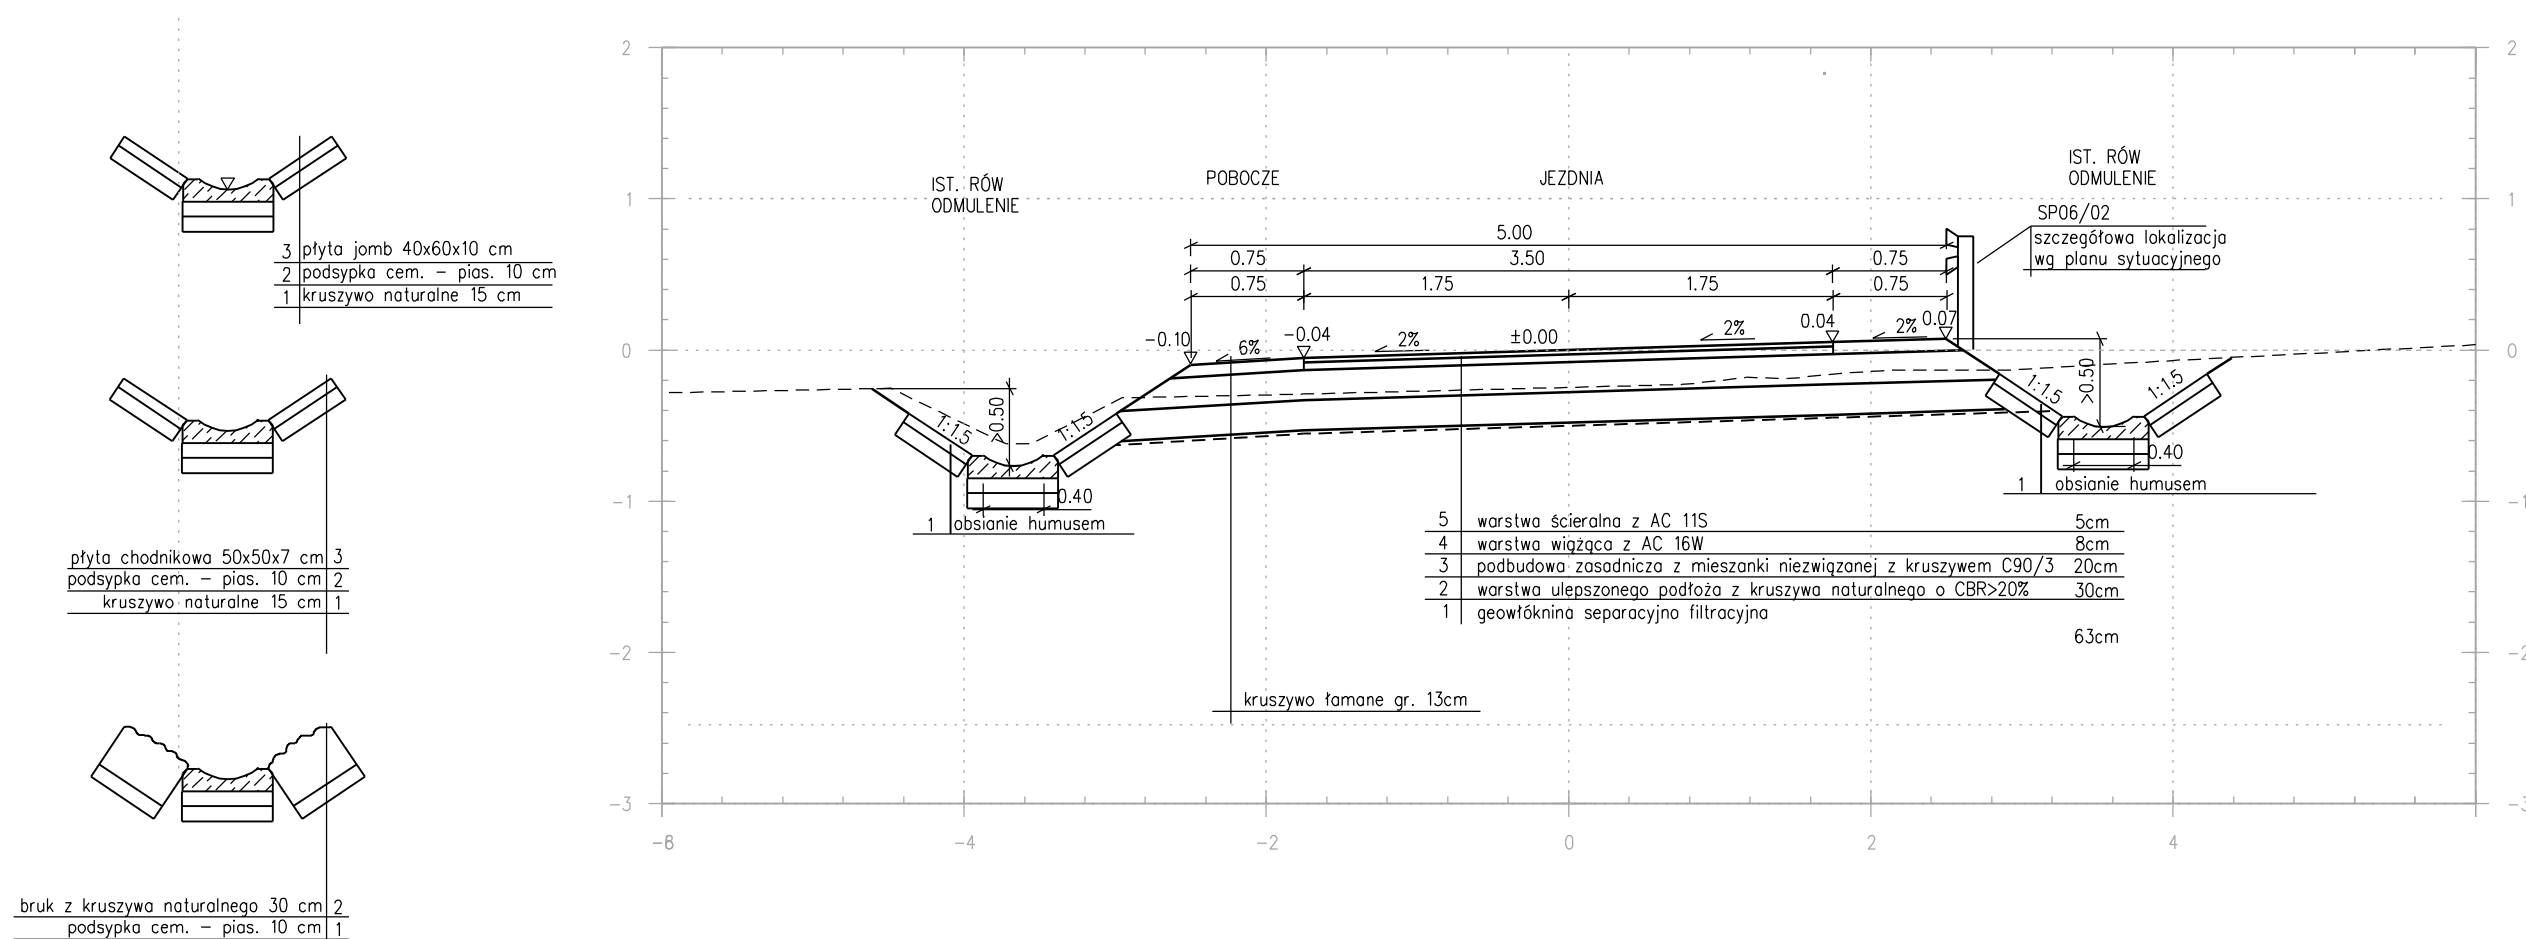 3 płyta jomb 40x60x10 cm
2 podsypka cem. – pias. 10 cm
1 kruszywo naturalne 15 cm
płyta chodnikowa 50x50x7 cm 3
podsypka cem. – pias. 10 cm 2
kruszywo naturalne 15 cm 1
bruk z kruszywa naturalnego 30 cm 2
podsypka cem. – pias. 10 cm 1
2
1
0
-1
-2
-3
2
1
0
-1
-2
-3
-4
-2
0
2
4
IST. RÓW
ODMULENIE
POBOCZE
JEZDNIA
IST. RÓW
ODMULENIE
SP06/02
szczegółowa lokalizacja
wg planu sytuacyjnego
5.00
0.75 3.50 0.75
0.75 1.75 1.75 0.75
-0.10 -0.04 ±0.00 0.04 0.07
6% 2% 2% 2%
1:1.5 >0.50 1:1.5
1:1.5 >0.50 1:1.5
0.40
1 obsianie humusem
0.40
1 obsianie humusem
5 warstwa ścieralna z AC 11S 5cm
4 warstwa wiążąca z AC 16W 8cm
3 podbudowa zasadnicza z mieszanki niezwiązanej z kruszywem C90/3 20cm
2 warstwa ulepszonego podłoża z kruszywa naturalnego o CBR>20% 30cm
1 geowłóknina separacyjno filtracyjna
63cm
kruszywo łamane gr. 13cm